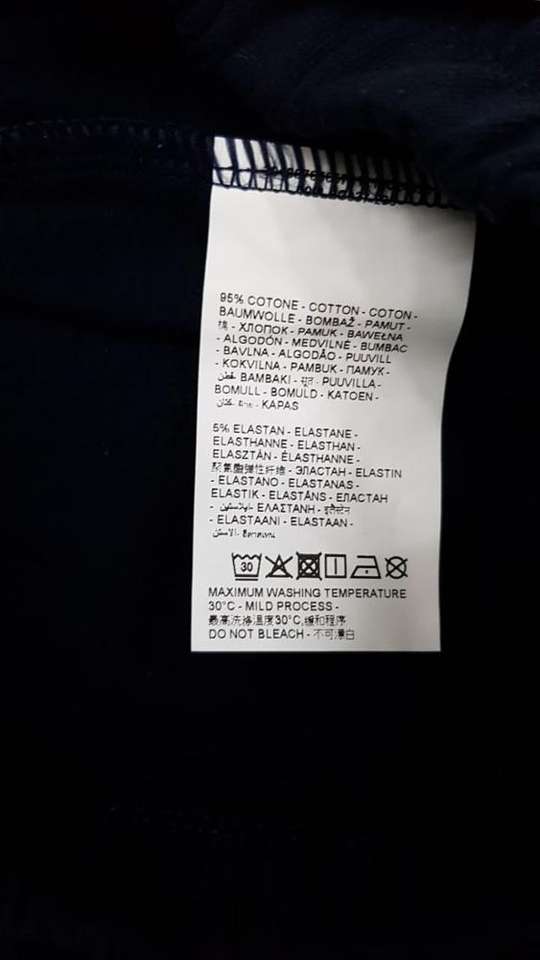 95% COTONE - COTTON - COTON -
BAUMWOLLE - BOMBAŽ - PAMUT -
棉 - ХЛОПОК - PAMUK - BAWEŁNA
- ALGODÓN - MEDVILNĖ - BUMBAC
- BAVLNA - ALGODÃO - PUUVILL
- KOKVILNA - PAMBUK - ПАМУК -
قطن - BAMBAKI - सूत - PUUVILLA -
BOMULL - BOMULD - KATOEN -
- KAPAS
5% ELASTAN - ELASTANE -
ELASTHANNE - ELASTHAN -
ELASZTÁN - ÉLASTHANNE -
聚氨酯弹性纤维 - ЭЛАСТАН - ELASTIN
- ELASTANO - ELASTANAS -
ELASTIK - ELASTĀNS - ЕЛАСТАН
- ΕΛΑΣΤΑΝΗ - इलैस्टेन
- ELASTAANI - ELASTAAN -
30
MAXIMUM WASHING TEMPERATURE
30°C - MILD PROCESS -
最高洗涤温度30°C,缓和程序
DO NOT BLEACH - 不可漂白